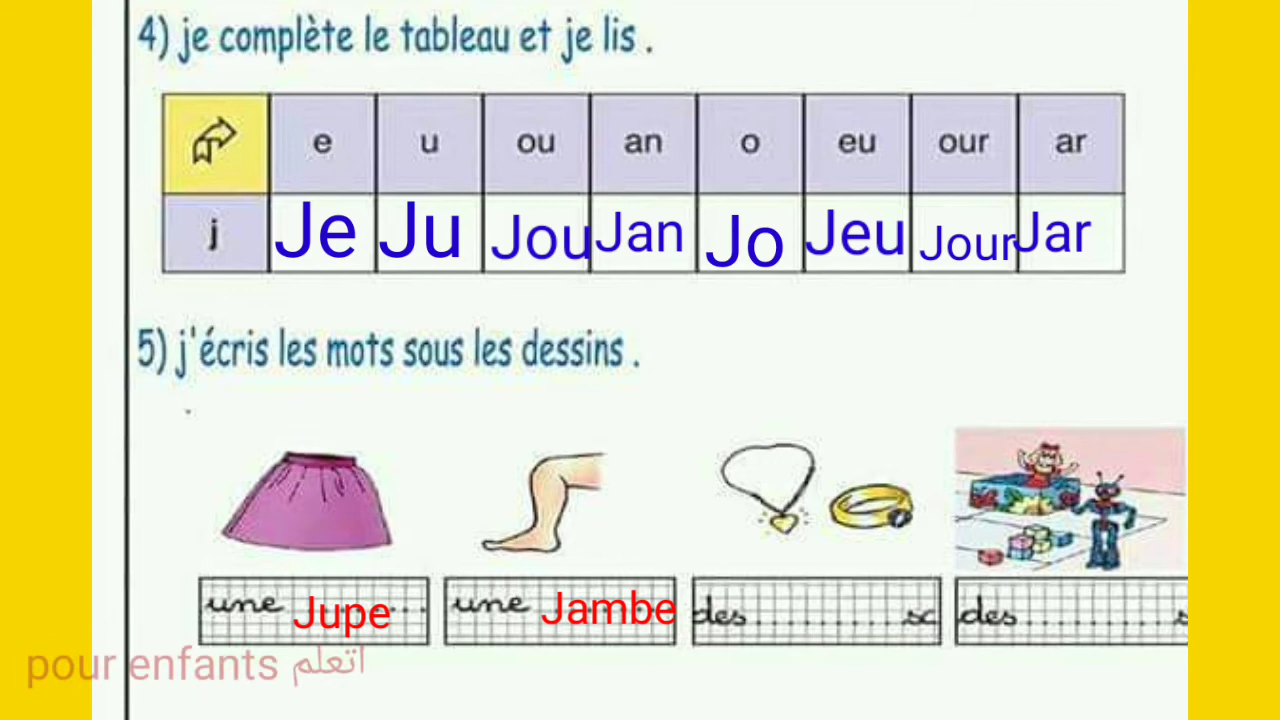 4) je complète le tableau et je lis .
e u ou an o eu our ar
j Je Ju Jou Jan Jo Jeu Jour Jar
5) j'écris les mots sous les dessins .
une Jupe... une Jambe des..........x des..........s
pour enfants اتعلم